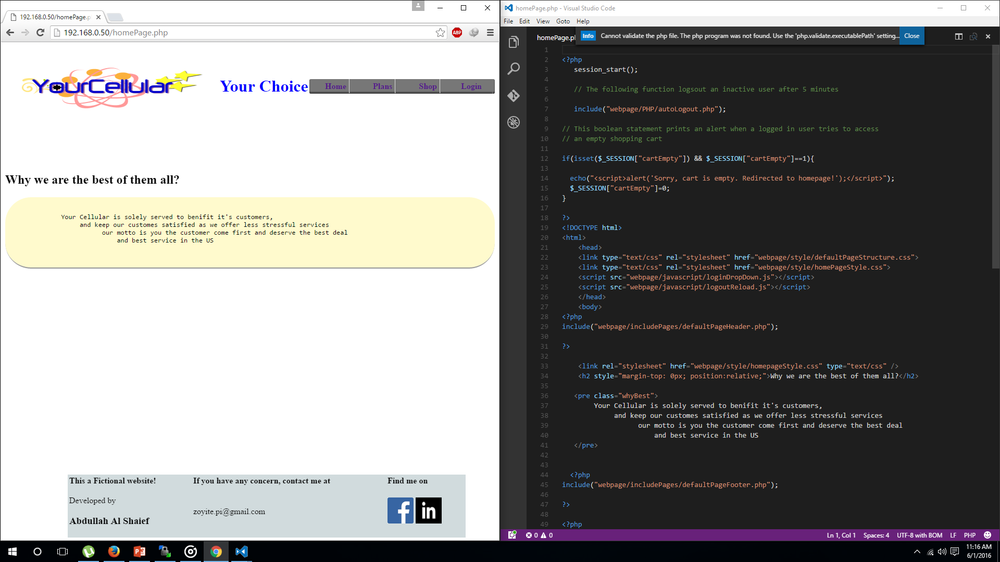 192.168.0.50/homePage.p
192.168.0.50/homePage.php
ABP
YourCellular
Your Choice
Home
Plans
Shop
Login
Why we are the best of them all?
Your Cellular is solely served to benifit it's customers,
and keep our customes satisfied as we offer less stressful services
our motto is you the customer come first and deserve the best deal
and best service in the US
This a Fictional website!
If you have any concern, contact me at
Find me on
Developed by
zoyite.pi@gmail.com
Abdullah Al Shaief
f in
homePage.php - Visual Studio Code
File Edit View Goto Help
homePage.pl
Info Cannot validate the php file. The php program was not found. Use the 'php.validate.executablePath' setting... Close
1
2 <?php
3 session_start();
4
5 // The following function logsout an inactive user after 5 minutes
6
7 include("webpage/PHP/autoLogout.php");
8
9 // This boolean statement prints an alert when a logged in user tries to access
10 // an empty shopping cart
11
12 if(isset($_SESSION["cartEmpty"]) && $_SESSION["cartEmpty"]==1){
13
14 echo("<script>alert('Sorry, cart is empty. Redirected to homepage!');</script>");
15 $_SESSION["cartEmpty"]=0;
16 }
17
18 ?>
19 <!DOCTYPE html>
20 <html>
21 <head>
22 <link type="text/css" rel="stylesheet" href="webpage/style/defaultPageStructure.css">
23 <link type="text/css" rel="stylesheet" href="webpage/style/homePageStyle.css">
24 <script src="webpage/javascript/loginDropDown.js"></script>
25 <script src="webpage/javascript/logoutReload.js"></script>
26 </head>
27 <body>
28 <?php
29 include("webpage/includePages/defaultPageHeader.php");
30
31 ?>
32
33 <link rel="stylesheet" href="webpage/style/homepageStyle.css" type="text/css" />
34 <h2 style="margin-top: 0px; position:relative;">Why we are the best of them all?</h2>
35
36 <pre class="whyBest">
37 Your Cellular is solely served to benifit it's customers,
38 and keep our customes satisfied as we offer less stressful services
39 our motto is you the customer come first and deserve the best deal
40 and best service in the US
41 </pre>
42
43
44 <?php
45 include("webpage/includePages/defaultPageFooter.php");
46
47 ?>
48
49 <?php
0 0
Ln 1, Col 1 Spaces: 4 UTF-8 with BOM LF PHP
11:16 AM
6/1/2016